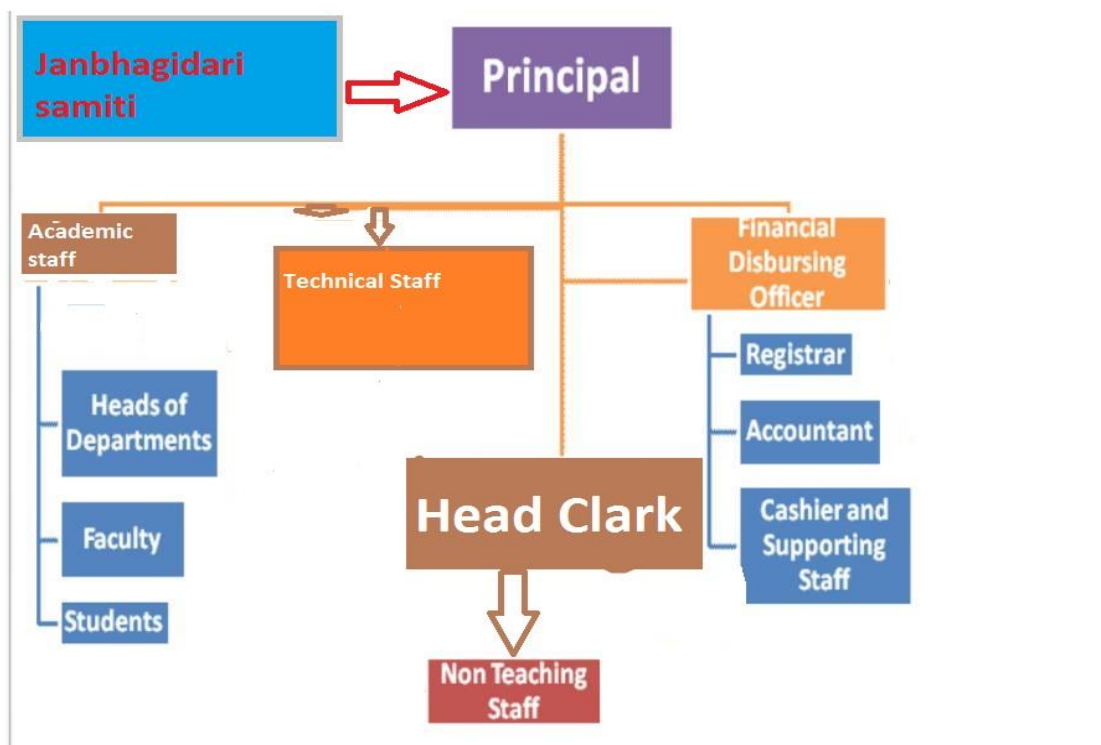 Janbhagidari
samiti
Principal
Academic
staff
Technical Staff
Financial
Disbursing
Officer
Registrar
Heads of
Departments
Accountant
Head Clark
Cashier and
Supporting
Staff
Faculty
Students
Non Teaching
Staff